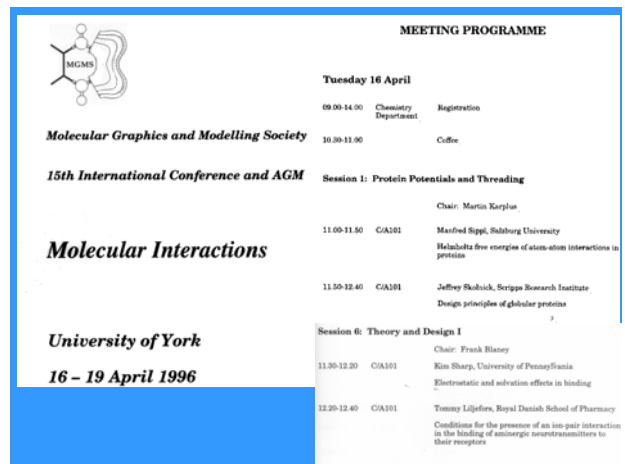 MGMS
Molecular Graphics and Modelling Society
15th International Conference and AGM
Molecular Interactions
University of York
16 – 19 April 1996
MEETING PROGRAMME
Tuesday 16 April
09.00-14.00 Chemistry Department Registration
10.30-11.00 Coffee
Session 1: Protein Potentials and Threading
Chair: Martin Karplus
11.00-11.50 C/A101 Manfred Sippl, Salzburg University
Helmholtz free energies of atom-atom interactions in
proteins
11.50-12.40 C/A101 Jeffrey Skolnick, Scripps Research Institute
Design principles of globular proteins
Session 6: Theory and Design I
Chair: Frank Blaney
11.30-12.20 C/A101 Kim Sharp, University of Pennsylvania
Electrostatic and solvation effects in binding
12.20-12.40 C/A101 Tommy Liljefors, Royal Danish School of Pharmacy
Conditions for the presence of an ion-pair interaction
in the binding of aminergic neurotransmitters to
their receptors